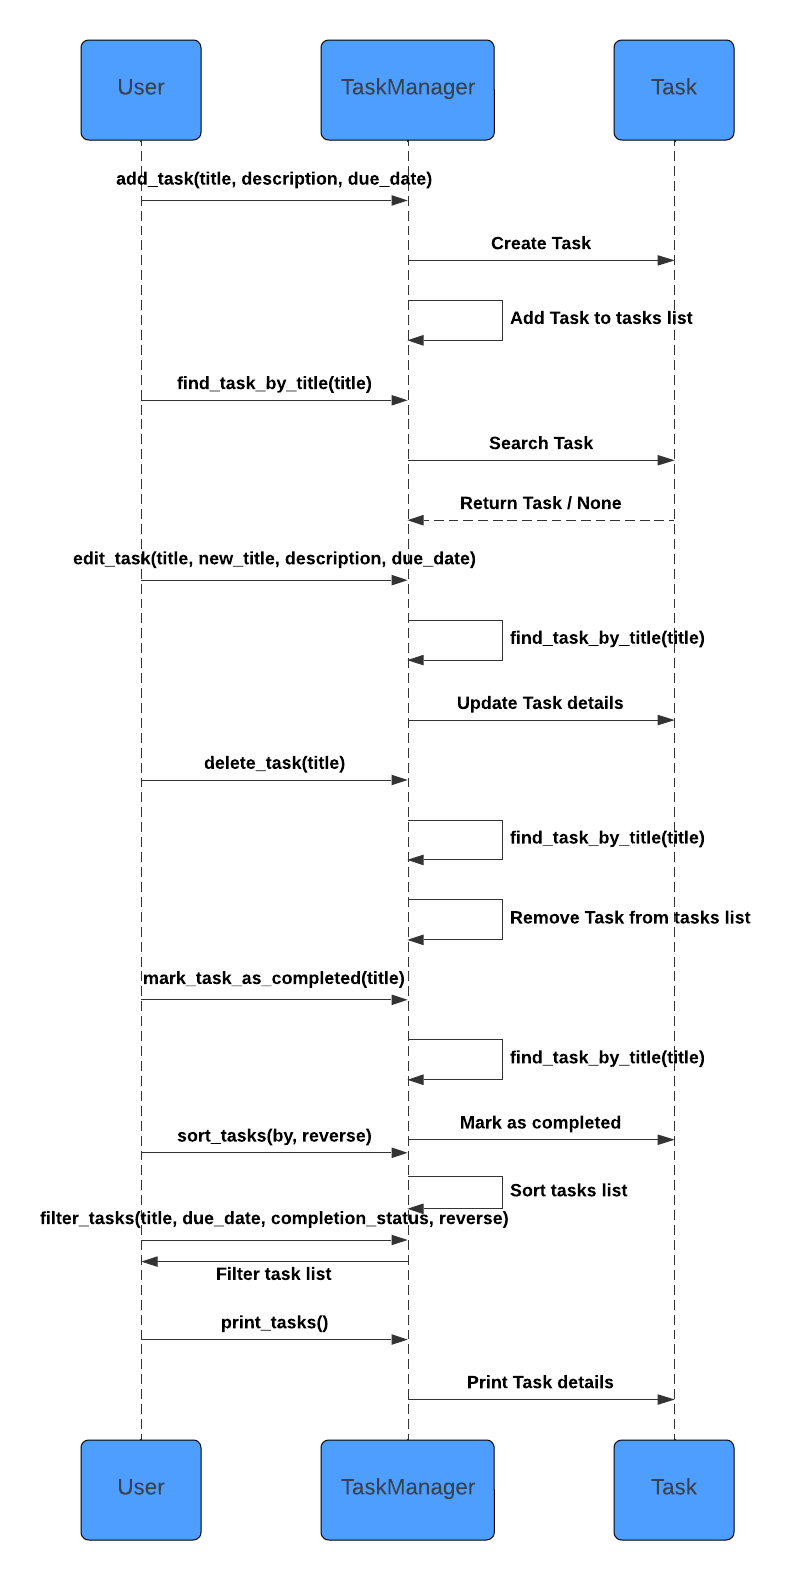 User
TaskManager
Task
add_task(title, description, due_date)
Create Task
Add Task to tasks list
find_task_by_title(title)
Search Task
Return Task / None
edit_task(title, new_title, description, due_date)
find_task_by_title(title)
Update Task details
delete_task(title)
find_task_by_title(title)
Remove Task from tasks list
mark_task_as_completed(title)
find_task_by_title(title)
Mark as completed
sort_tasks(by, reverse)
Sort tasks list
filter_tasks(title, due_date, completion_status, reverse)
Filter task list
print_tasks()
Print Task details
User
TaskManager
Task